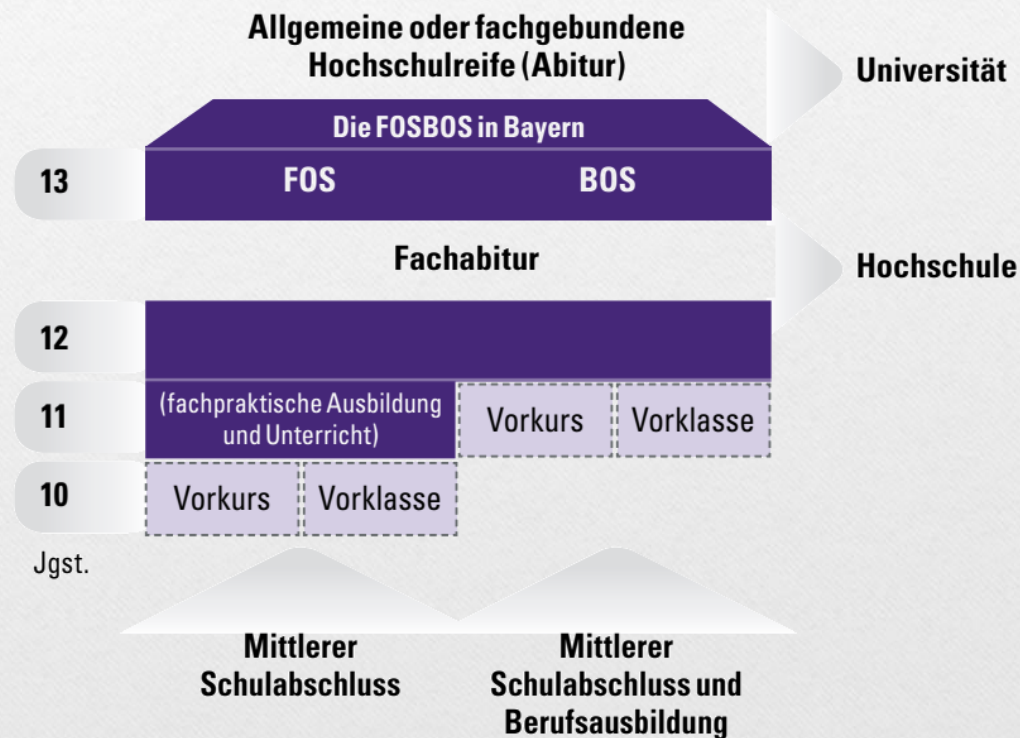 Allgemeine oder fachgebundene
Hochschulreife (Abitur)
Universität
Die FOSBOS in Bayern
13
FOS
BOS
Fachabitur
Hochschule
12
11
(fachpraktische Ausbildung
und Unterricht)
Vorkurs
Vorklasse
10
Vorkurs
Vorklasse
Jgst.
Mittlerer
Schulabschluss
Mittlerer
Schulabschluss und
Berufsausbildung